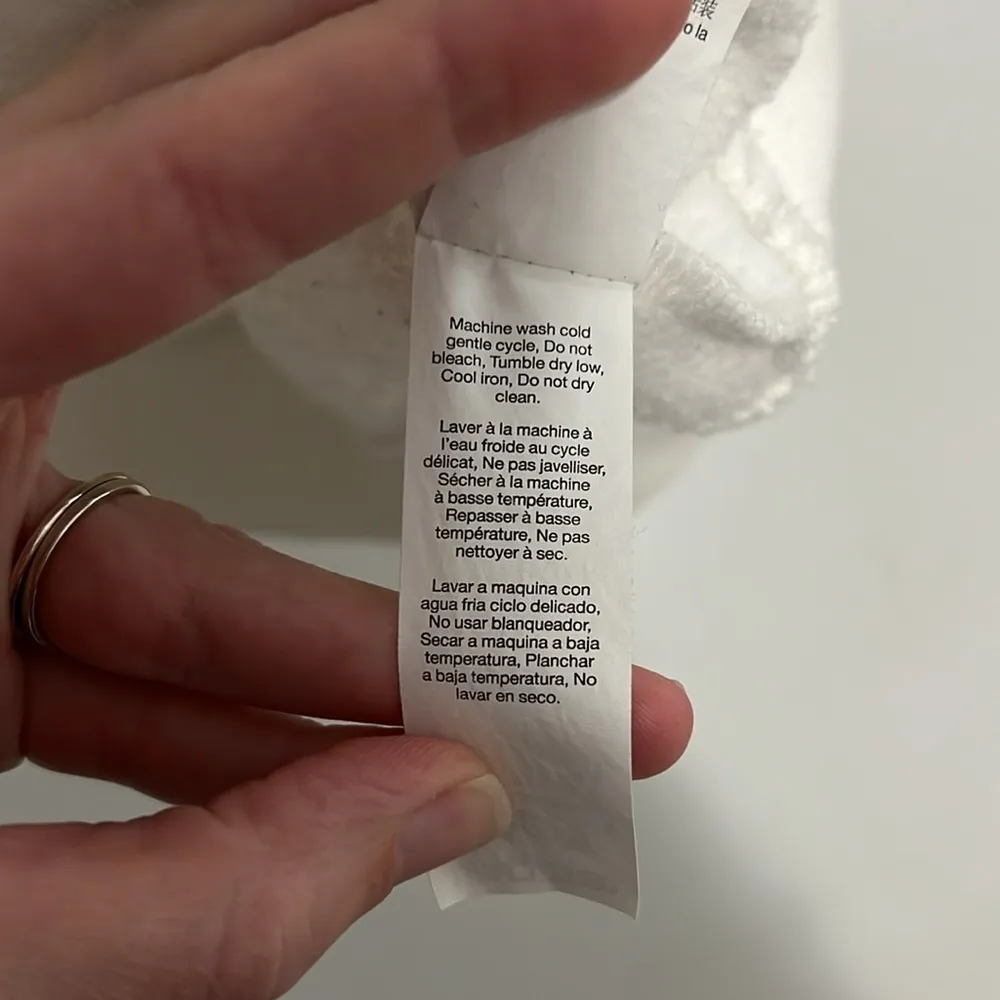 o la
Machine wash cold
gentle cycle, Do not
bleach, Tumble dry low,
Cool iron, Do not dry
clean.
Laver à la machine à
l'eau froide au cycle
délicat, Ne pas javelliser,
Sécher à la machine
à basse température,
Repasser à basse
température, Ne pas
nettoyer à sec.
Lavar a maquina con
agua fria ciclo delicado,
No usar blanqueador,
Secar a maquina a baja
temperatura, Planchar
a baja temperatura, No
lavar en seco.